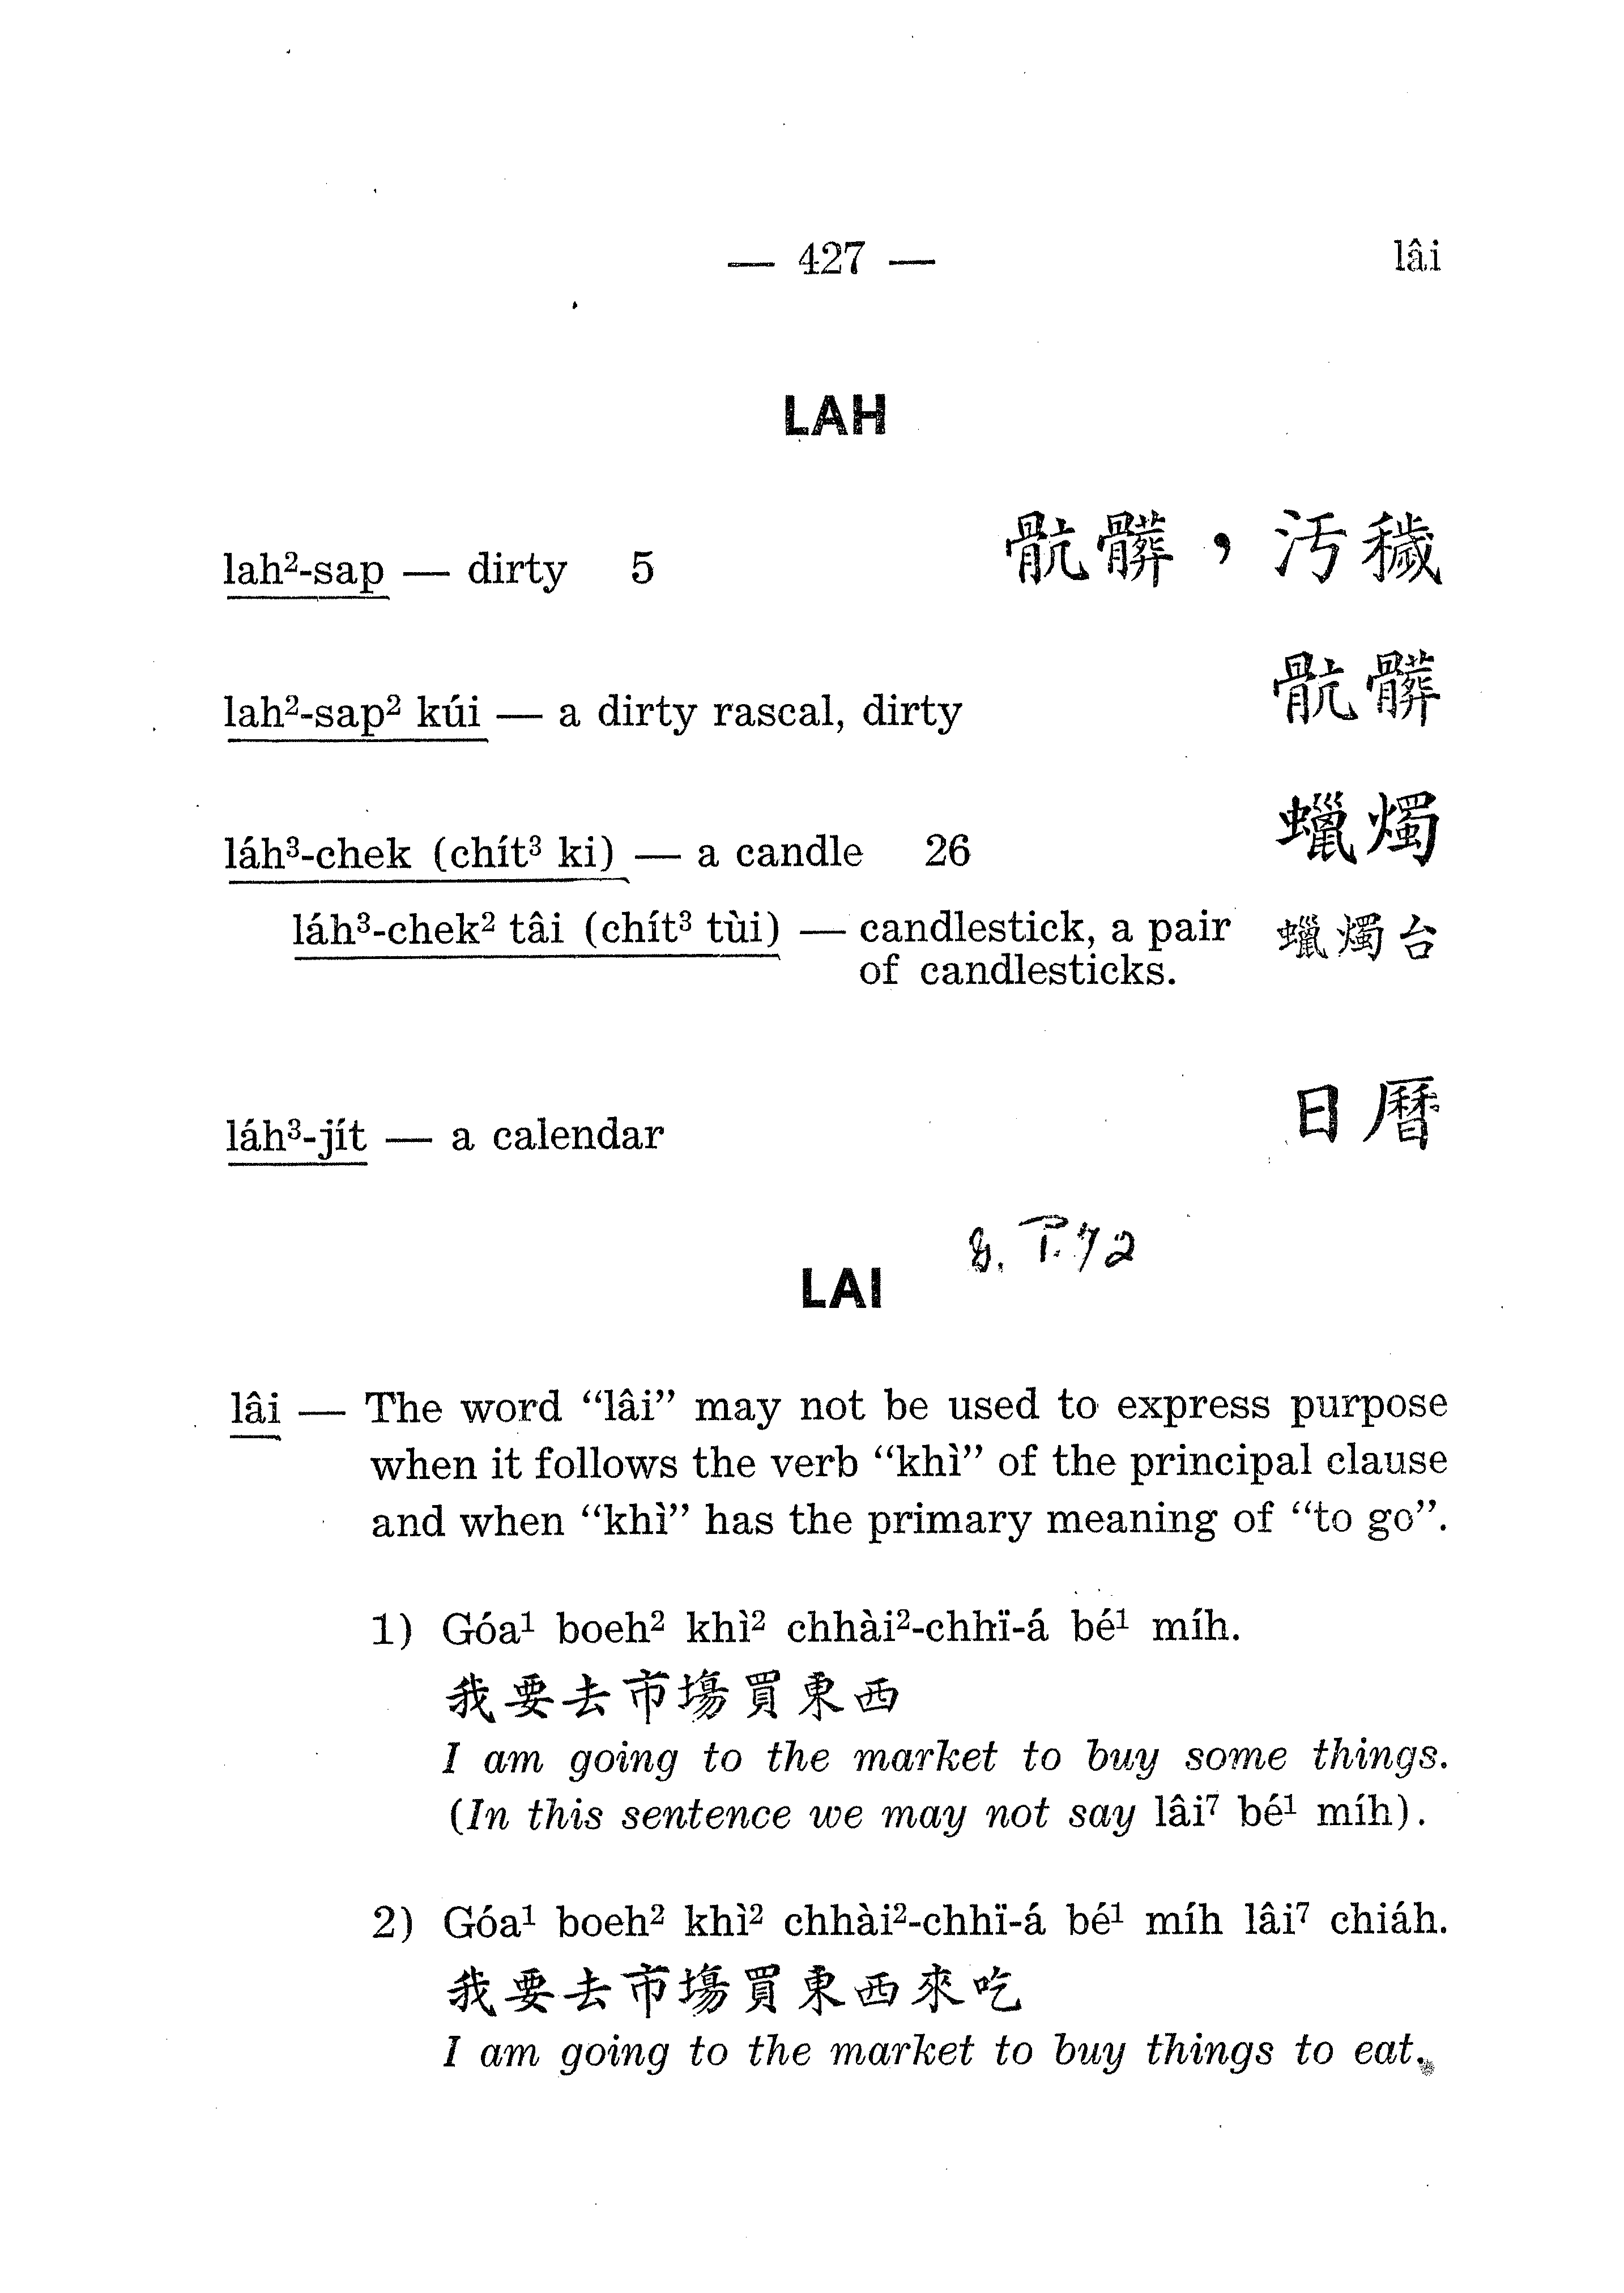 — 427 — lâi
LAH
lah²-sap — dirty 5 骯髒，污穢
lah²-sap² kúi — a dirty rascal, dirty 骯髒
láh³-chek (chít³ ki) — a candle 26 蠟燭
láh³-chek² tâi (chít³ tùi) — candlestick, a pair 蠟燭台
of candlesticks.
láh³-jít — a calendar 日曆
LAI
lâi — The word “lâi” may not be used to express purpose
when it follows the verb “khì” of the principal clause
and when “khì” has the primary meaning of “to go”.
1) Góa¹ boeh² khì² chhài²-chhï-á bé¹ míh.
我要去市場買東西
I am going to the market to buy some things.
(In this sentence we may not say lâi⁷ bé¹ míh).
2) Góa¹ boeh² khì² chhài²-chhï-á bé¹ míh lâi⁷ chiáh.
我要去市場買東西來吃
I am going to the market to buy things to eat.